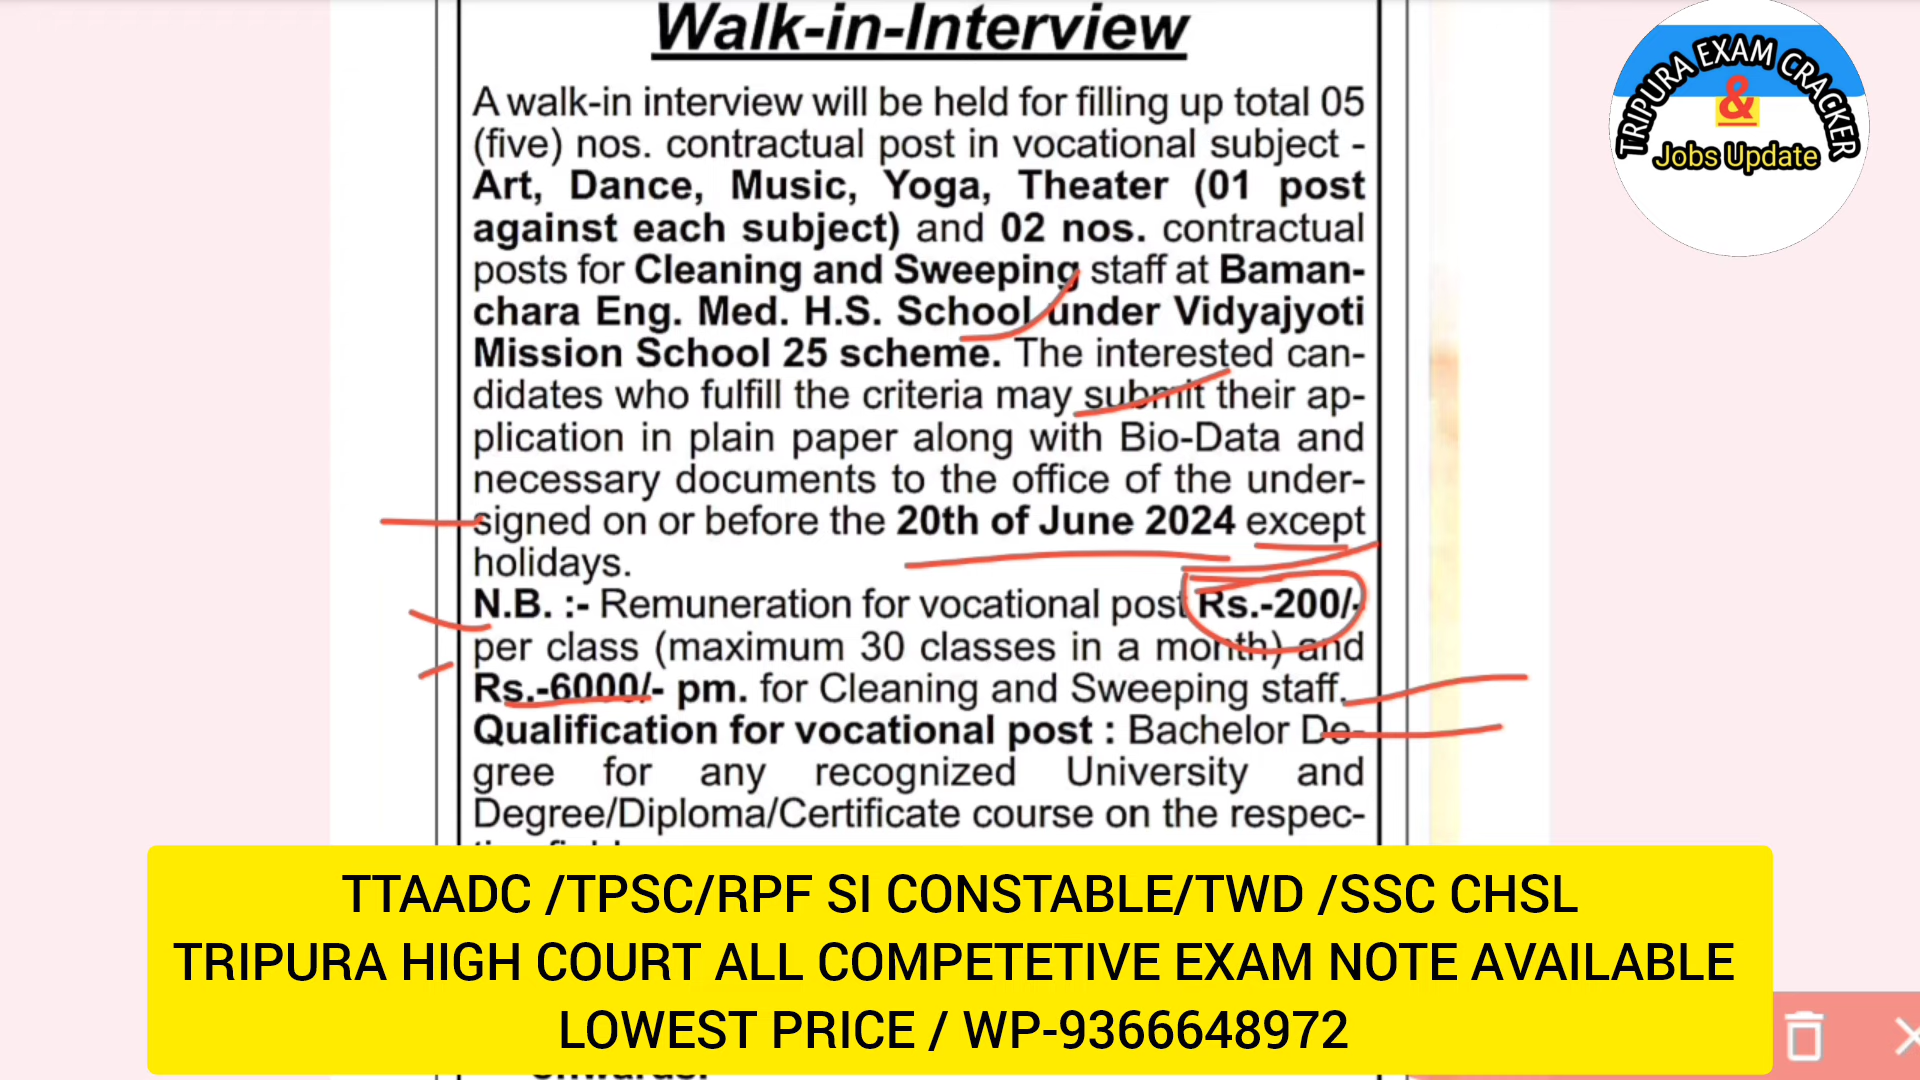 Walk-in-Interview
A walk-in interview will be held for filling up total 05
(five) nos. contractual post in vocational subject -
Art, Dance, Music, Yoga, Theater (01 post
against each subject) and 02 nos. contractual
posts for Cleaning and Sweeping staff at Baman-
chara Eng. Med. H.S. School under Vidyajyoti
Mission School 25 scheme. The interested can-
didates who fulfill the criteria may submit their ap-
plication in plain paper along with Bio-Data and
necessary documents to the office of the under-
signed on or before the 20th of June 2024 except
holidays.
N.B. :- Remuneration for vocational post Rs.-200/-
per class (maximum 30 classes in a month) and
Rs.-6000/- pm. for Cleaning and Sweeping staff.
Qualification for vocational post : Bachelor De-
gree for any recognized University and
Degree/Diploma/Certificate course on the respec-
TRIPURA EXAM CRACKER
&
Jobs Update
TTAADC /TPSC/RPF SI CONSTABLE/TWD /SSC CHSL
TRIPURA HIGH COURT ALL COMPETETIVE EXAM NOTE AVAILABLE
LOWEST PRICE / WP-9366648972